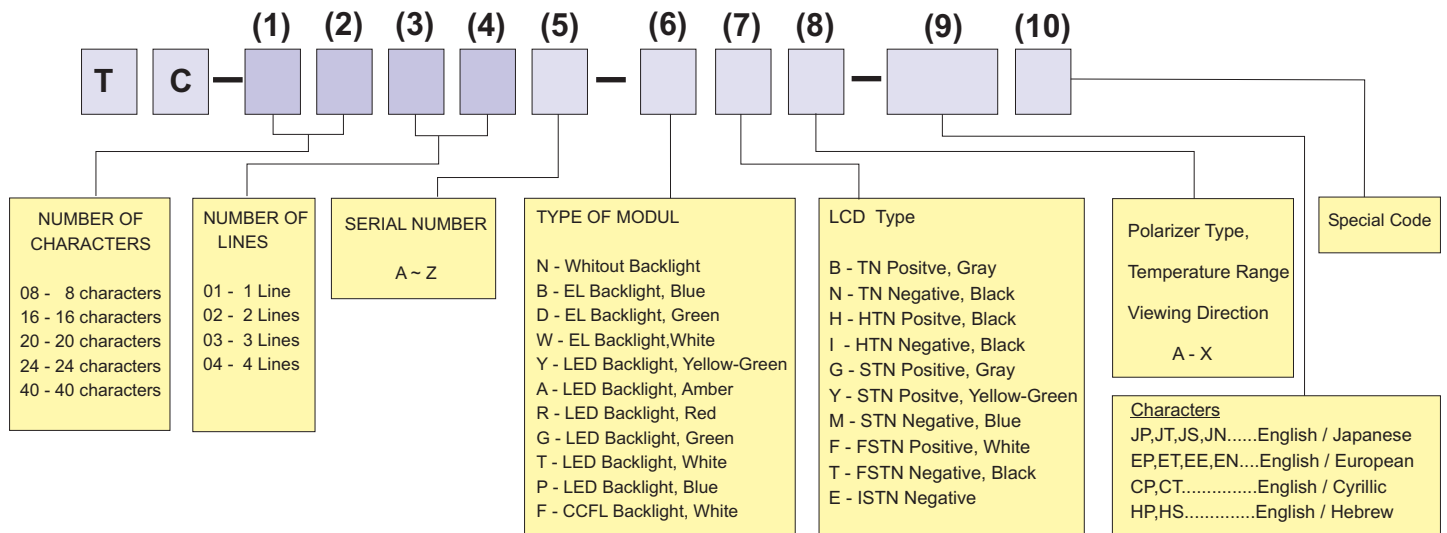 (1) (2) (3) (4) (5) (6) (7) (8) (9) (10)
T C
NUMBER OF
CHARACTERS
08 - 8 characters
16 - 16 characters
20 - 20 characters
24 - 24 characters
40 - 40 characters
NUMBER OF
LINES
01 - 1 Line
02 - 2 Lines
03 - 3 Lines
04 - 4 Lines
SERIAL NUMBER
A ~ Z
TYPE OF MODUL
N - Whitout Backlight
B - EL Backlight, Blue
D - EL Backlight, Green
W - EL Backlight,White
Y - LED Backlight, Yellow-Green
A - LED Backlight, Amber
R - LED Backlight, Red
G - LED Backlight, Green
T - LED Backlight, White
P - LED Backlight, Blue
F - CCFL Backlight, White
LCD Type
B - TN Positve, Gray
N - TN Negative, Black
H - HTN Positve, Black
I - HTN Negative, Black
G - STN Positive, Gray
Y - STN Positve, Yellow-Green
M - STN Negative, Blue
F - FSTN Positive, White
T - FSTN Negative, Black
E - ISTN Negative
Polarizer Type,
Temperature Range
Viewing Direction
A - X
Special Code
Characters
JP,JT,JS,JN......English / Japanese
EP,ET,EE,EN....English / European
CP,CT...............English / Cyrillic
HP,HS..............English / Hebrew